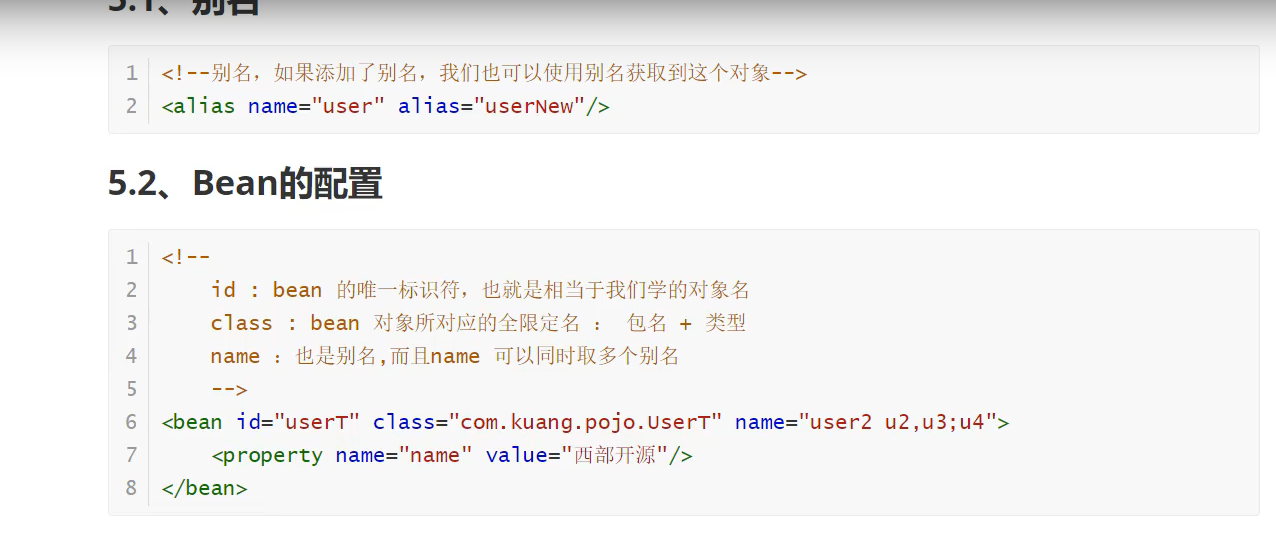 5.1、别名
1 <!--别名，如果添加了别名，我们也可以使用别名获取到这个对象-->
2 <alias name="user" alias="userNew"/>
5.2、Bean的配置
1 <!--
2     id : bean 的唯一标识符，也就是相当于我们学的对象名
3     class : bean 对象所对应的全限定名 ： 包名 + 类型
4     name ：也是别名,而且name 可以同时取多个别名
5     -->
6 <bean id="userT" class="com.kuang.pojo.UserT" name="user2 u2,u3;u4">
7     <property name="name" value="西部开源"/>
8 </bean>